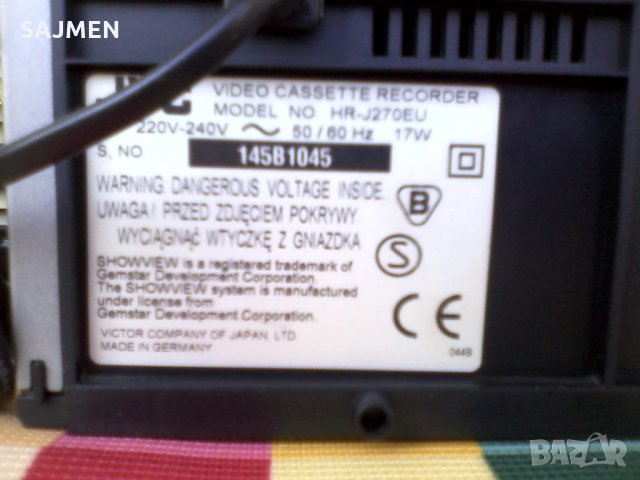 SAJMEN
JVC
VIDEO CASSETTE RECORDER
MODEL NO. HR-J270EU
220V-240V ~ 50/60 Hz 17W
S. NO. 145B1045
WARNING DANGEROUS VOLTAGE INSIDE
UWAGA! PRZED ZDJĘCIEM POKRYWY
WYCIĄGNĄĆ WTYCZKĘ Z GNIAZDKA
B
S
SHOWVIEW is a registered trademark of
Gemstar Development Corporation.
The SHOWVIEW system is manufactured
under license from
Gemstar Development Corporation.
CE
VICTOR COMPANY OF JAPAN, LTD.
MADE IN GERMANY
044B
BAZAR